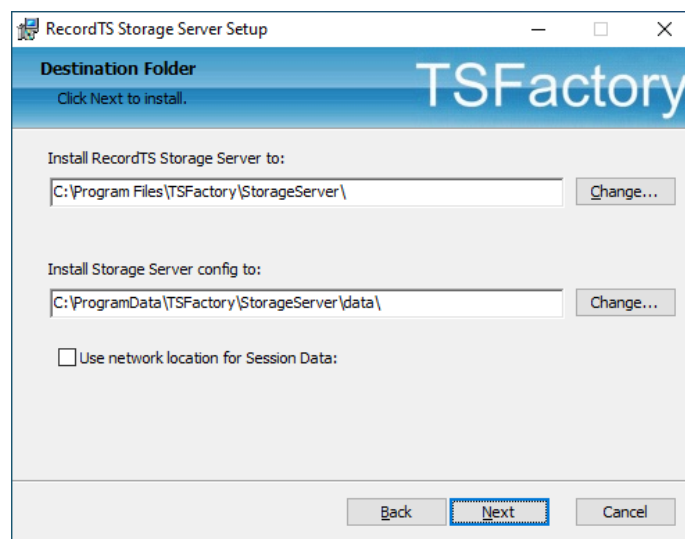 RecordTS Storage Server Setup
Destination Folder
Click Next to install.
TSFactory
Install RecordTS Storage Server to:
C:\Program Files\TSFactory\StorageServer\
Change...
Install Storage Server config to:
C:\ProgramData\TSFactory\StorageServer\data\
Change...
Use network location for Session Data:
Back Next Cancel